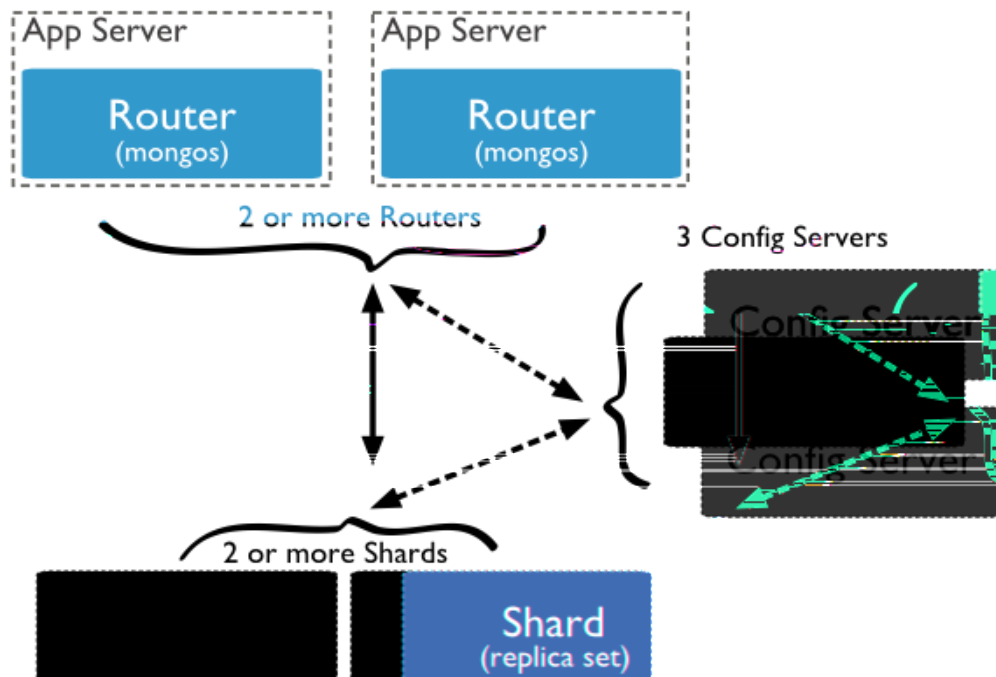 App Server
App Server
Router
(mongos)
Router
(mongos)
2 or more Routers
3 Config Servers
Config Server
Config Server
2 or more Shards
Shard
(replica set)